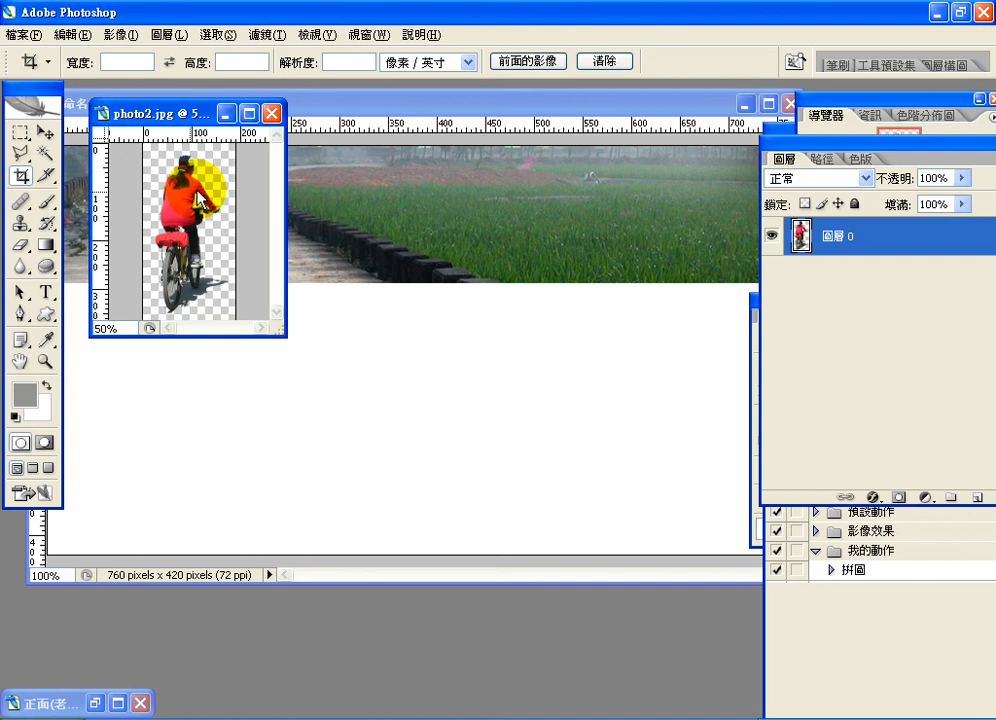 Adobe Photoshop
檔案(F) 編輯(E) 影像(I) 圖層(L) 選取(S) 濾鏡(T) 檢視(V) 視窗(W) 說明(H)
寬度: 高度: 解析度: 像素 / 英寸 前面的影像 清除
筆刷 工具預設集 圖層構圖
命名
photo2.jpg @ 5...
0 100 200
250 300 350 400 450 500 550 600 650 700
導覽器 資訊 色階分佈圖
圖層 路徑 色版
正常 不透明: 100%
鎖定: 填滿: 100%
圖層 0
50%
預設動作
影像效果
我的動作
拼圖
100% 760 pixels x 420 pixels (72 ppi)
正面(老...